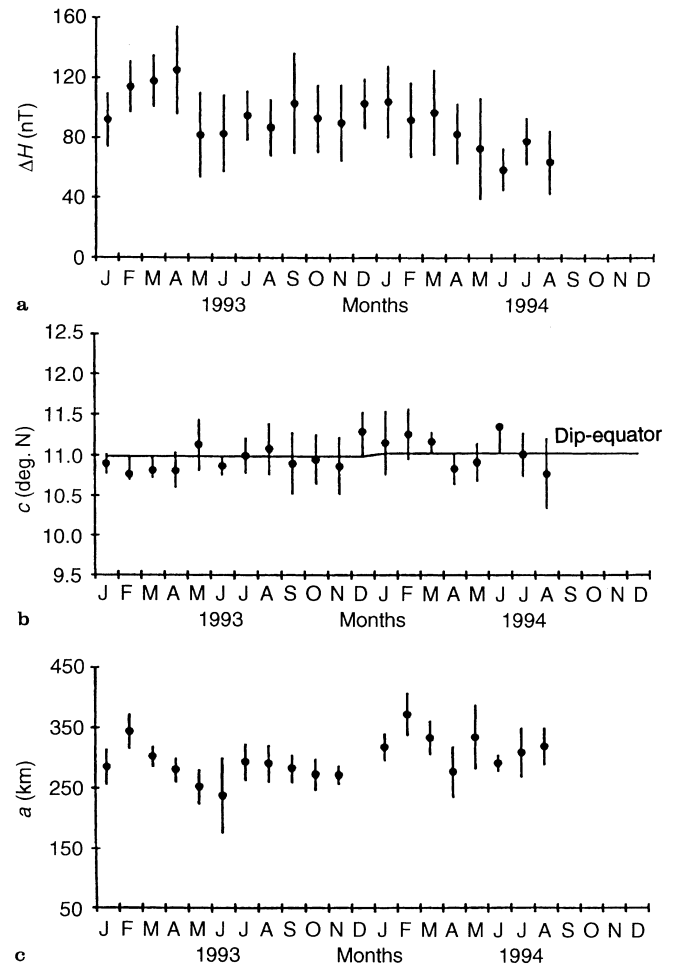 160
120
80
40
0
ΔH (nT)
J F M A M J J A S O N D J F M A M J J A S O N D
1993 Months 1994
a
12.5
12.0
11.5
11.0
10.5
10.0
9.5
c (deg. N)
Dip-equator
J F M A M J J A S O N D J F M A M J J A S O N D
1993 Months 1994
b
450
350
250
150
50
a (km)
J F M A M J J A S O N D J F M A M J J A S O N D
1993 Months 1994
c